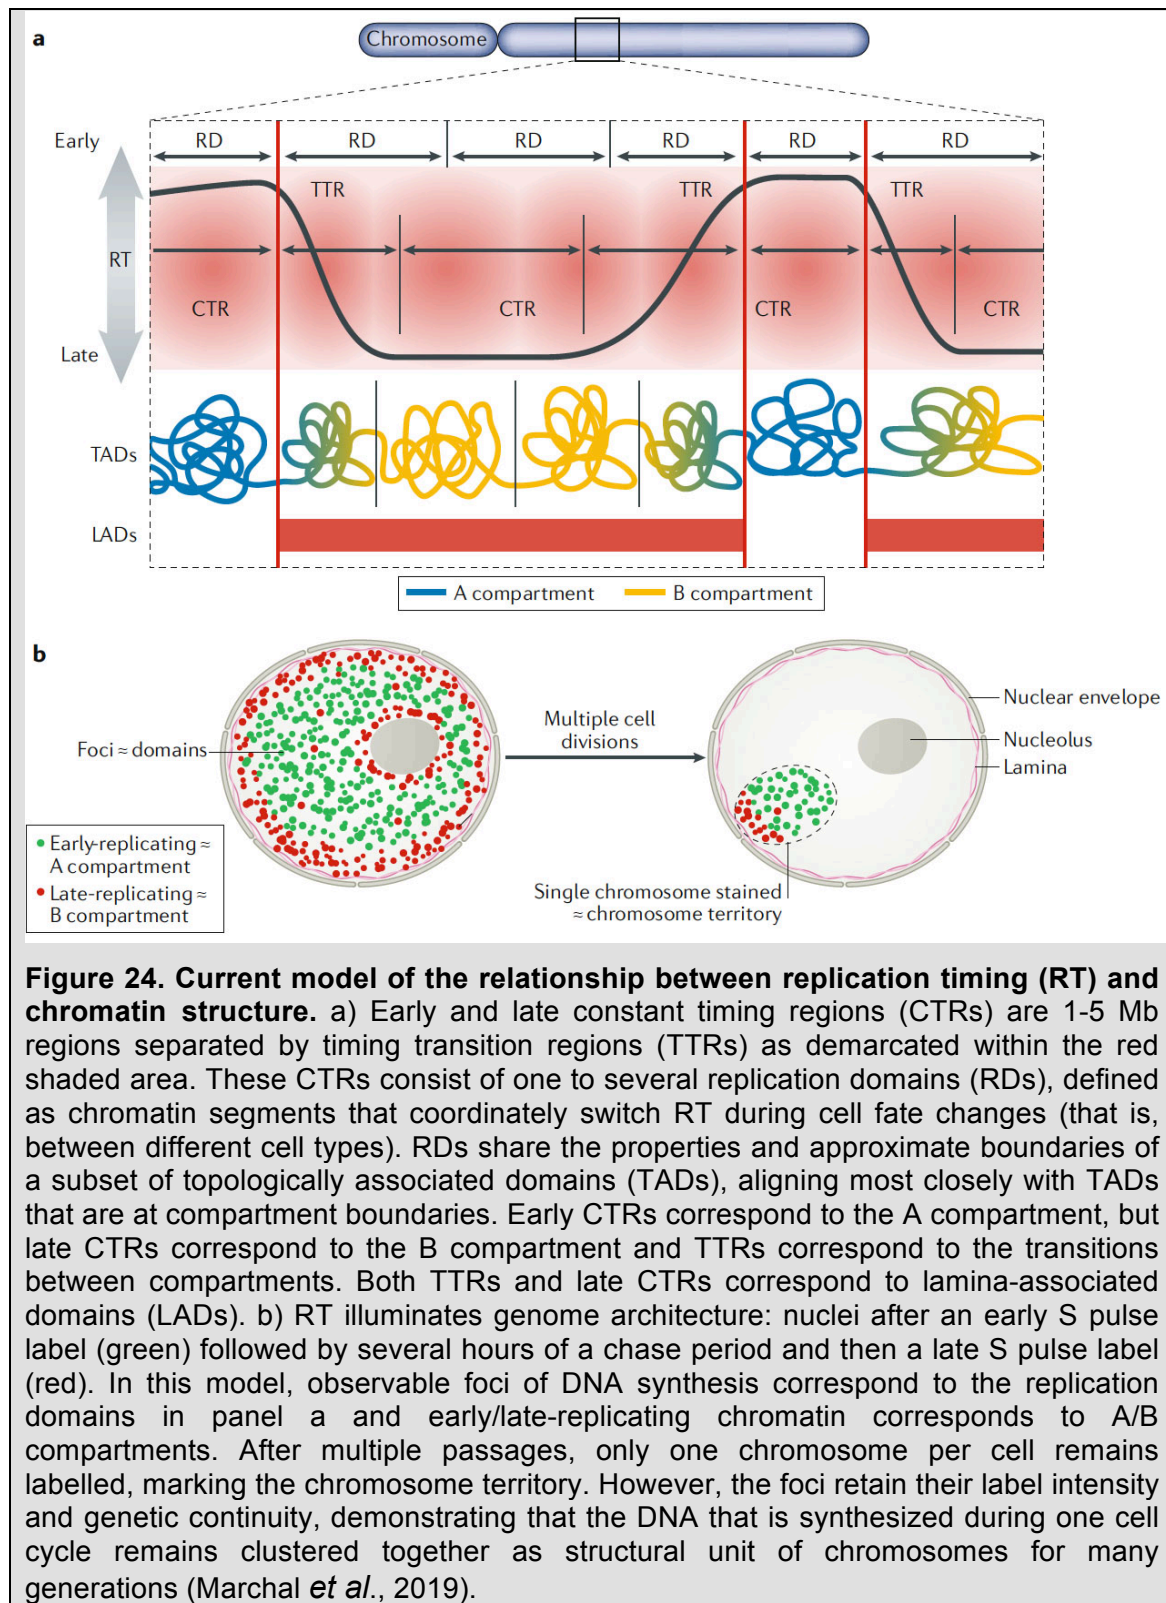 a
Chromosome
Early
RD RD RD RD RD RD
TTR TTR TTR
RT
CTR CTR CTR CTR
Late
TADs
LADs
A compartment B compartment
b
Foci ≈ domains
Multiple cell
divisions
Nuclear envelope
Nucleolus
Lamina
Early-replicating ≈
A compartment
Late-replicating ≈
B compartment
Single chromosome stained
≈ chromosome territory
Figure 24. Current model of the relationship between replication timing (RT) and
chromatin structure. a) Early and late constant timing regions (CTRs) are 1-5 Mb
regions separated by timing transition regions (TTRs) as demarcated within the red
shaded area. These CTRs consist of one to several replication domains (RDs), defined
as chromatin segments that coordinately switch RT during cell fate changes (that is,
between different cell types). RDs share the properties and approximate boundaries of
a subset of topologically associated domains (TADs), aligning most closely with TADs
that are at compartment boundaries. Early CTRs correspond to the A compartment, but
late CTRs correspond to the B compartment and TTRs correspond to the transitions
between compartments. Both TTRs and late CTRs correspond to lamina-associated
domains (LADs). b) RT illuminates genome architecture: nuclei after an early S pulse
label (green) followed by several hours of a chase period and then a late S pulse label
(red). In this model, observable foci of DNA synthesis correspond to the replication
domains in panel a and early/late-replicating chromatin corresponds to A/B
compartments. After multiple passages, only one chromosome per cell remains
labelled, marking the chromosome territory. However, the foci retain their label intensity
and genetic continuity, demonstrating that the DNA that is synthesized during one cell
cycle remains clustered together as structural unit of chromosomes for many
generations (Marchal et al., 2019).